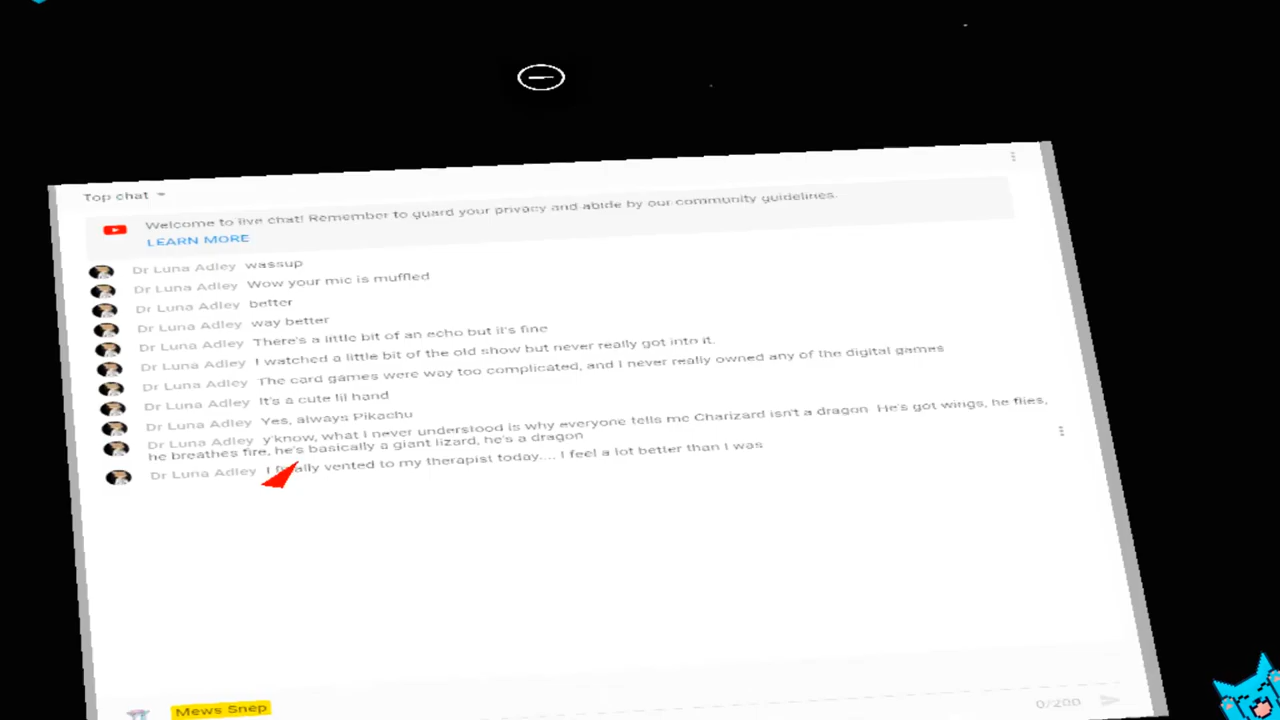 Top chat
Welcome to live chat! Remember to guard your privacy and abide by our community guidelines.
LEARN MORE
Dr Luna Adley wassup
Dr Luna Adley Wow your mic is muffled
Dr Luna Adley better
Dr Luna Adley way better
Dr Luna Adley There's a little bit of an echo but it's fine
Dr Luna Adley I watched a little bit of the old show but never really got into it.
Dr Luna Adley The card games were way too complicated, and I never really owned any of the digital games
Dr Luna Adley It's a cute lil hand
Dr Luna Adley Yes, always Pikachu
Dr Luna Adley y'know, what I never understood is why everyone tells me Charizard isn't a dragon He's got wings, he flies,
he breathes fire, he's basically a giant lizard, he's a dragon
Dr Luna Adley I finally vented to my therapist today.... I feel a lot better than I was
Mews Snep
0/200